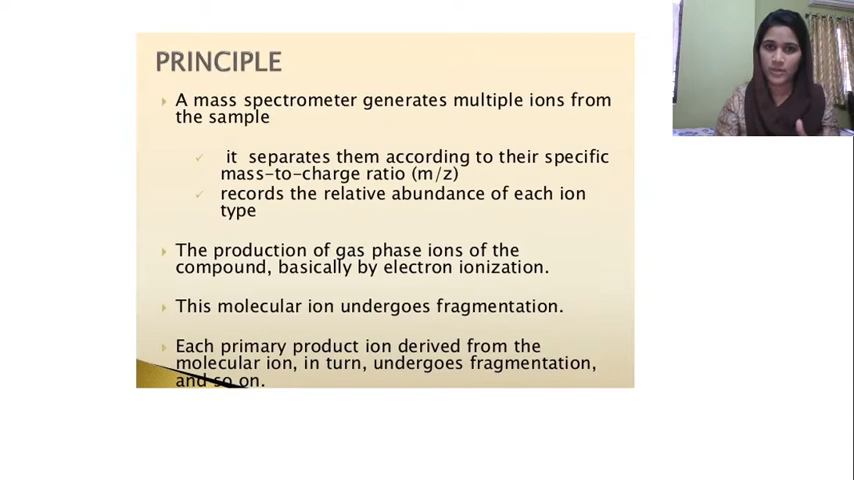 PRINCIPLE
A mass spectrometer generates multiple ions from
the sample
it separates them according to their specific
mass-to-charge ratio (m/z)
records the relative abundance of each ion
type
The production of gas phase ions of the
compound, basically by electron ionization.
This molecular ion undergoes fragmentation.
Each primary product ion derived from the
molecular ion, in turn, undergoes fragmentation,
and so on.